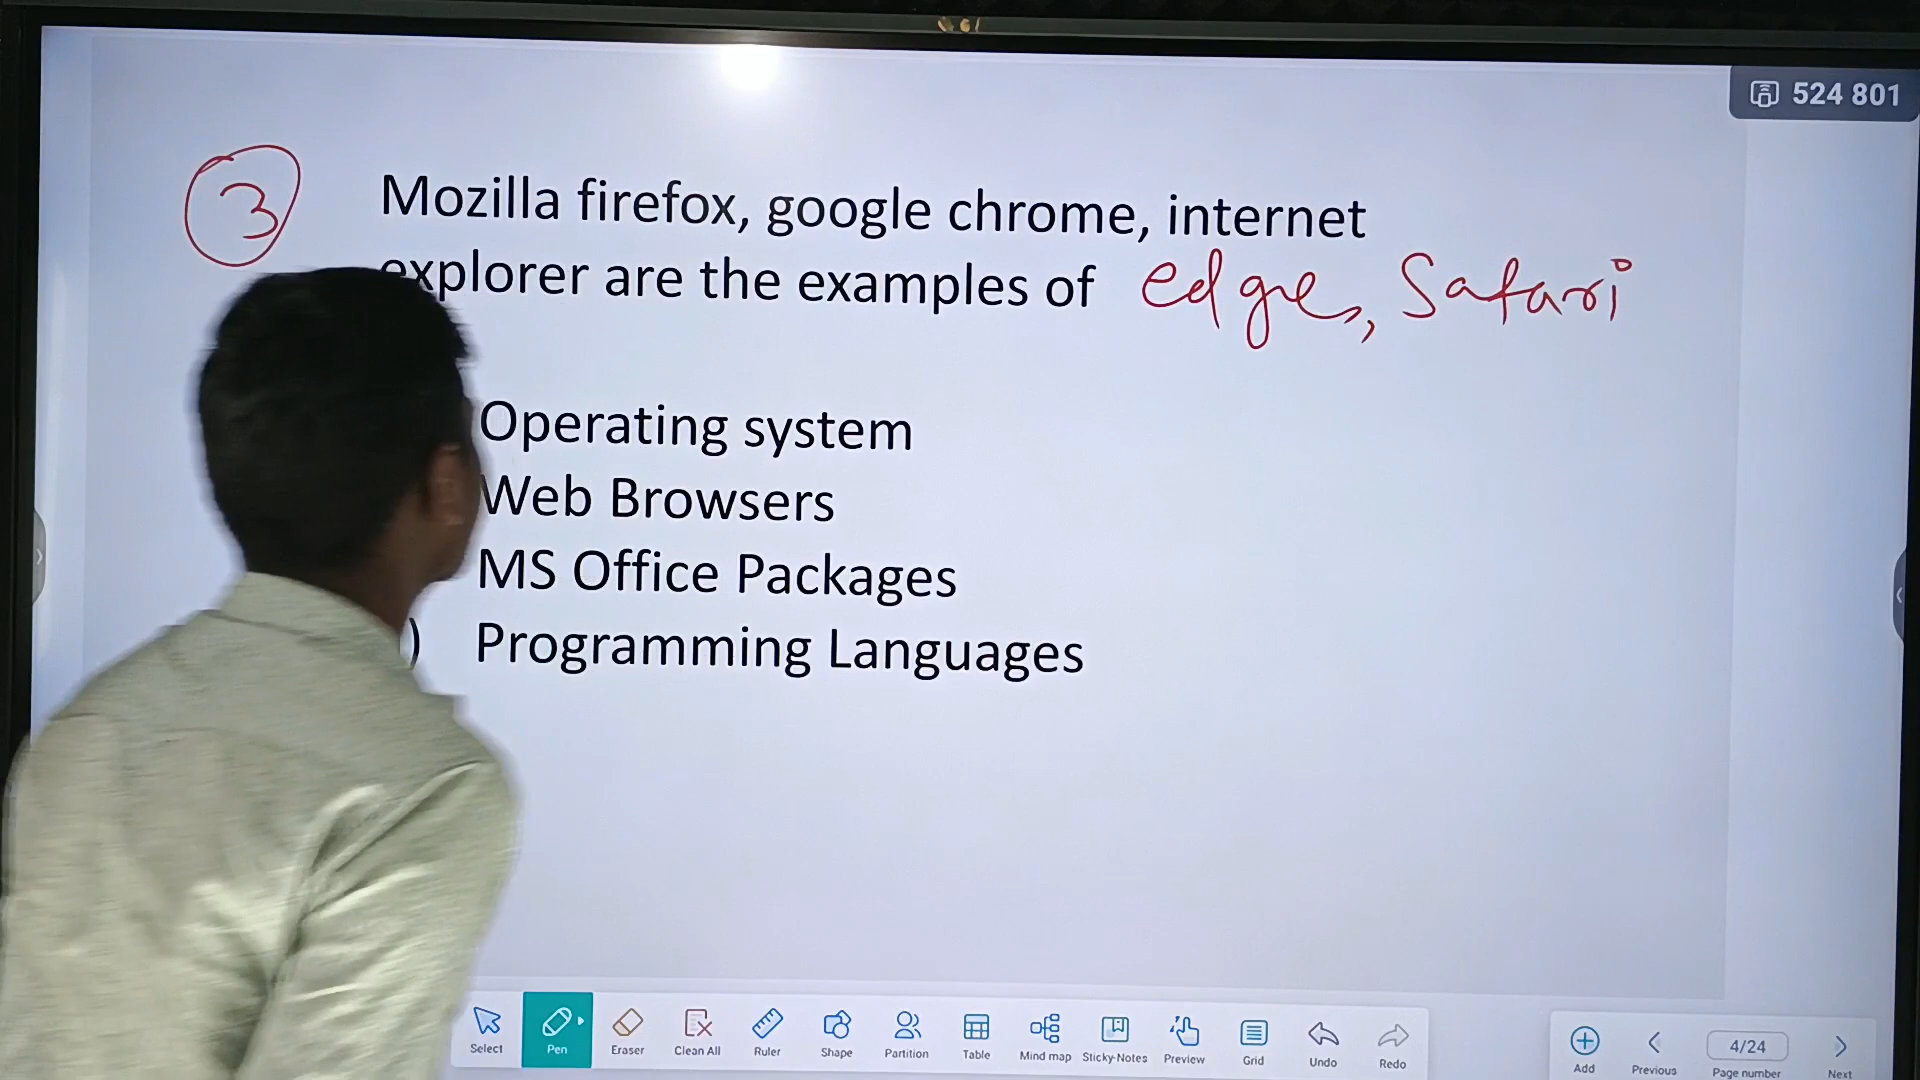 524 801
3 Mozilla firefox, google chrome, internet
explorer are the examples of edge, Safari
Operating system
Web Browsers
MS Office Packages
) Programming Languages
Select Pen Eraser Clean All Ruler Shape Partition Table Mind map Sticky Notes Preview Grid Undo Redo Add Previous 4/24 Page number Next